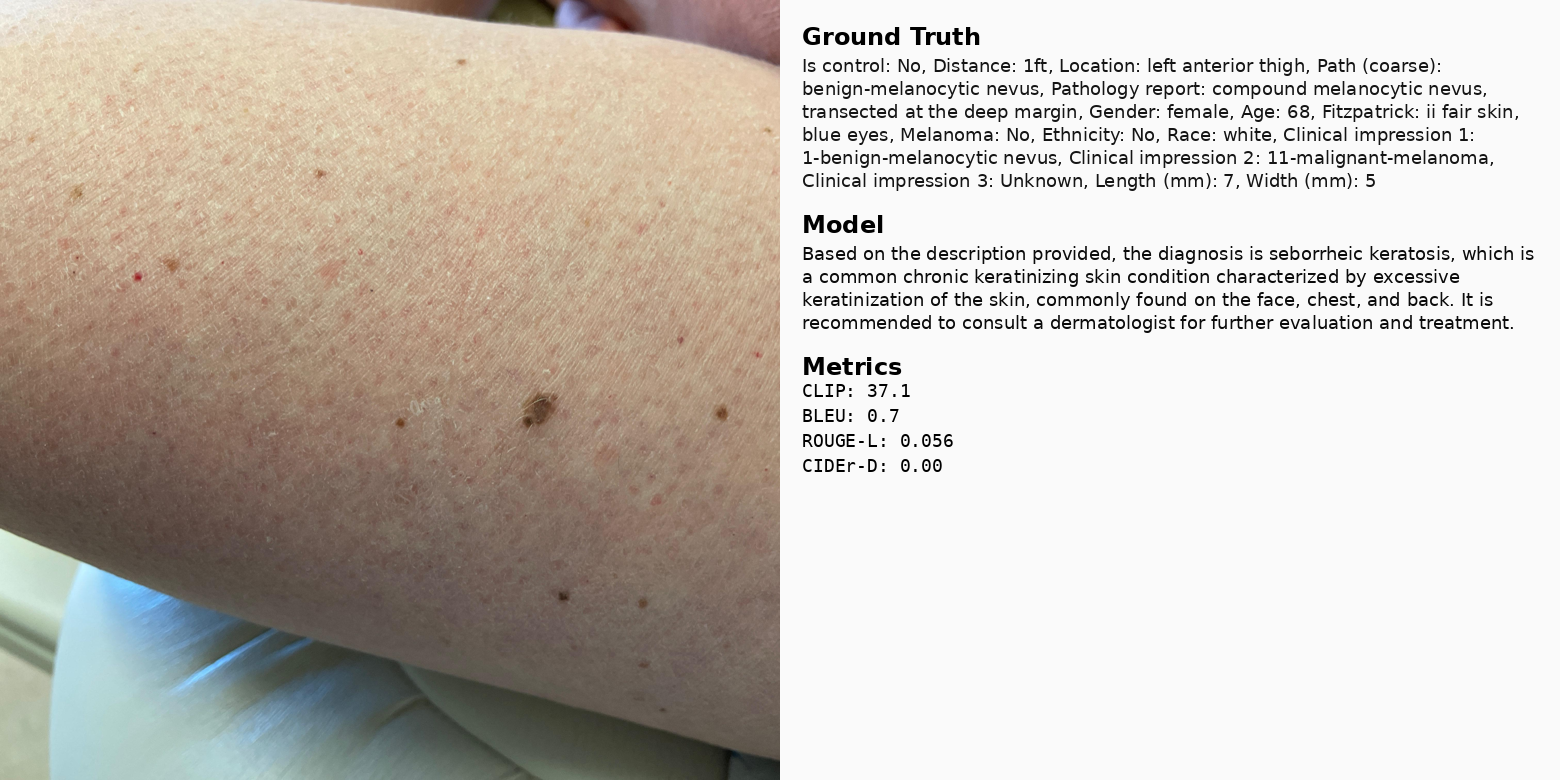 Ground Truth
Is control: No, Distance: 1ft, Location: left anterior thigh, Path (coarse):
benign-melanocytic nevus, Pathology report: compound melanocytic nevus,
transected at the deep margin, Gender: female, Age: 68, Fitzpatrick: ii fair skin,
blue eyes, Melanoma: No, Ethnicity: No, Race: white, Clinical impression 1:
1-benign-melanocytic nevus, Clinical impression 2: 11-malignant-melanoma,
Clinical impression 3: Unknown, Length (mm): 7, Width (mm): 5
Model
Based on the description provided, the diagnosis is seborrheic keratosis, which is
a common chronic keratinizing skin condition characterized by excessive
keratinization of the skin, commonly found on the face, chest, and back. It is
recommended to consult a dermatologist for further evaluation and treatment.
Metrics
CLIP: 37.1
BLEU: 0.7
ROUGE-L: 0.056
CIDEr-D: 0.00